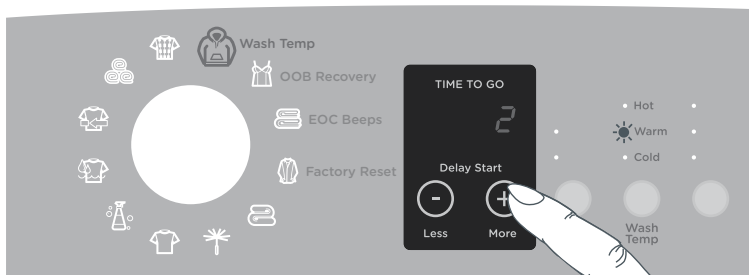 Wash Temp
OOB Recovery
EOC Beeps
Factory Reset
TIME TO GO
2
Delay Start
- +
Less More
Hot
Warm
Cold
Wash
Temp